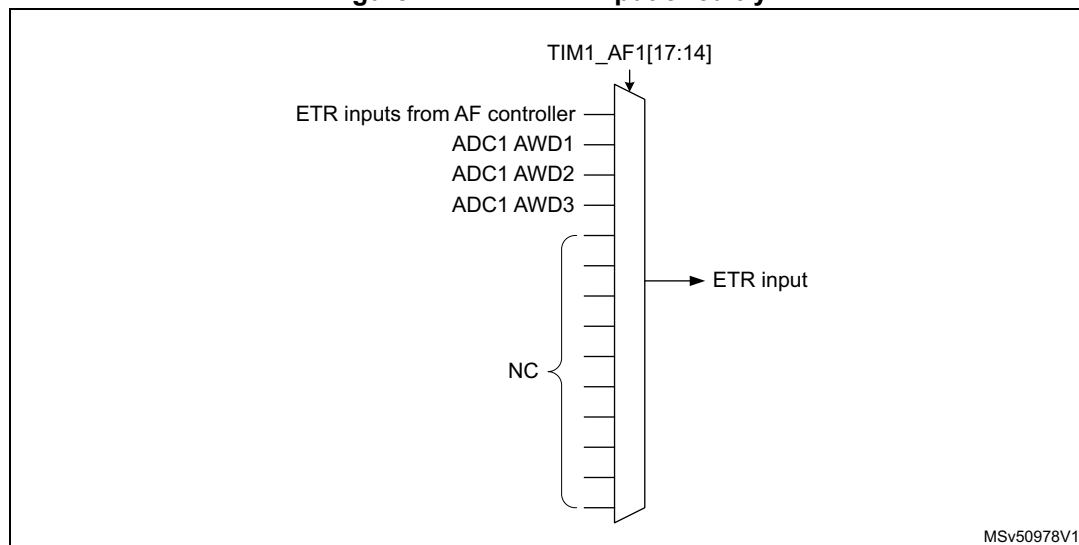 TIM1_AF1[17:14]
ETR inputs from AF controller
ADC1 AWD1
ADC1 AWD2
ADC1 AWD3
ETR input
NC
MSv50978V1